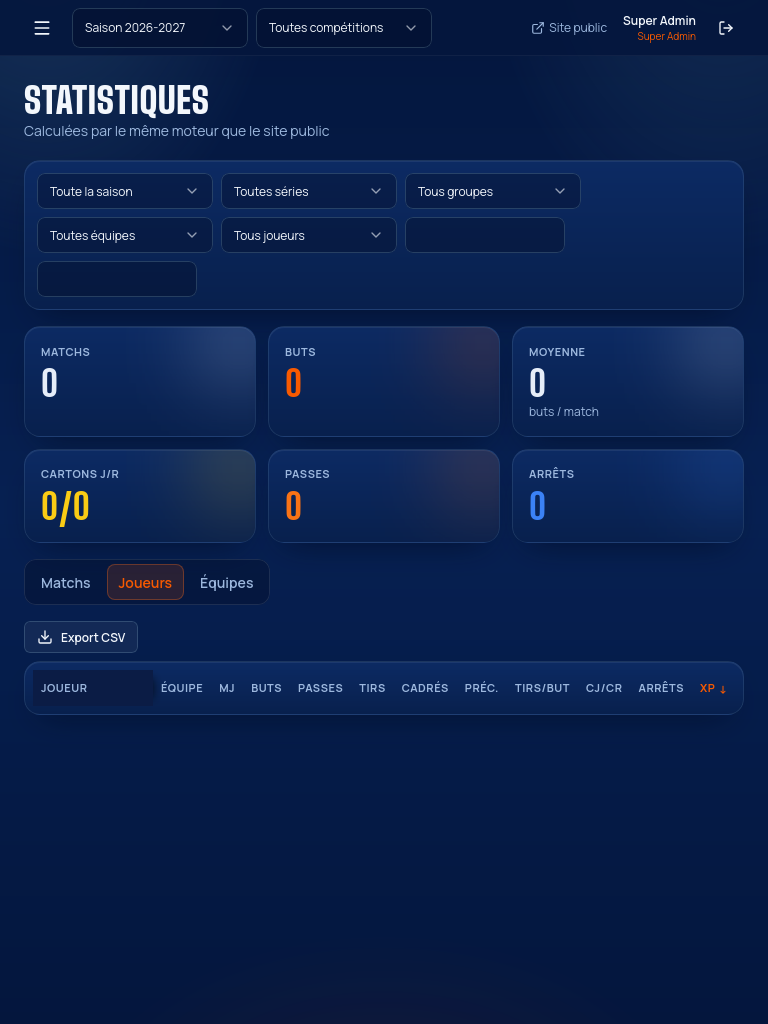 Saison 2026-2027
Toutes compétitions
Site public
Super Admin
Super Admin
STATISTIQUES
Calculées par le même moteur que le site public
Toute la saison
Toutes séries
Tous groupes
Toutes équipes
Tous joueurs
MATCHS
0
BUTS
0
MOYENNE
0
buts / match
CARTONS J/R
0/0
PASSES
0
ARRÊTS
0
Matchs
Joueurs
Équipes
Export CSV
JOUEUR ÉQUIPE MJ BUTS PASSES TIRS CADRÉS PRÉC. TIRS/BUT CJ/CR ARRÊTS XP ↓